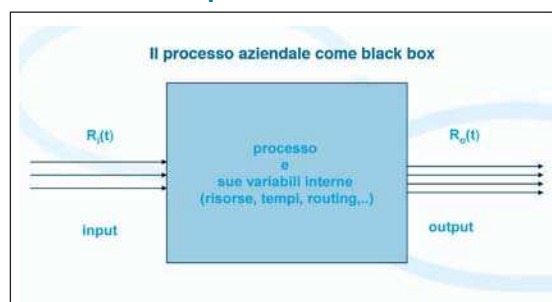 Il processo aziendale come black box
Ri(t)
Ro(t)
processo
e
sue variabili interne
(risorse, tempi, routing,..)
input
output